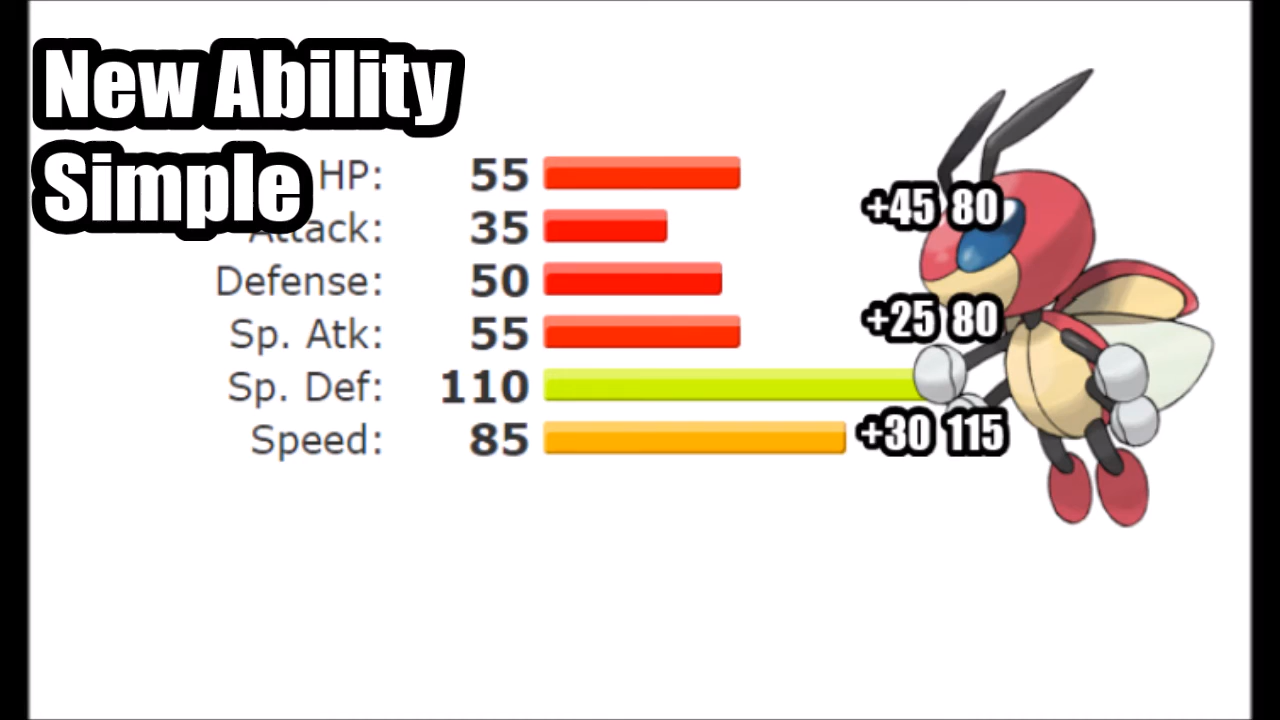 New Ability
Simple
HP: 55
Attack: 35 +45 80
Defense: 50
Sp. Atk: 55 +25 80
Sp. Def: 110
Speed: 85 +30 115